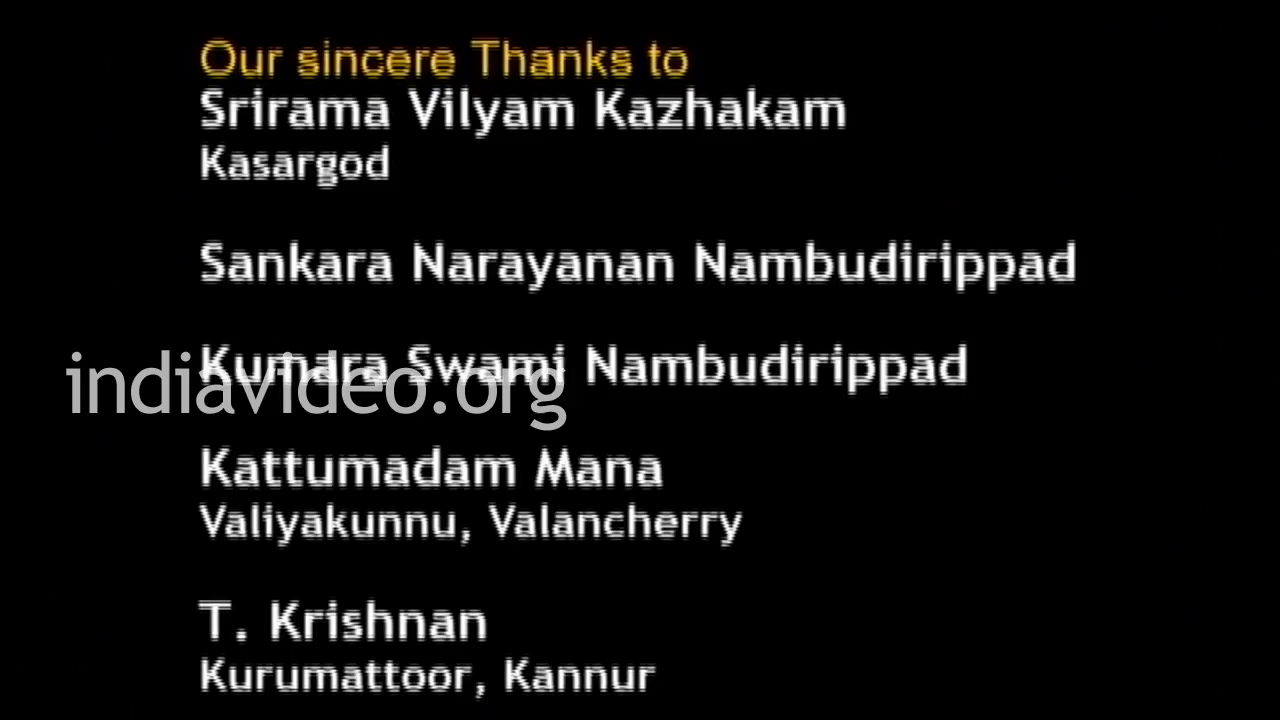 Our sincere Thanks to
Srirama Vilyam Kazhakam
Kasargod
Sankara Narayanan Nambudirippad
Kumara Swami Nambudirippad
indiavideo.org
Kattumadam Mana
Valiyakunnu, Valancherry
T. Krishnan
Kurumattoor, Kannur